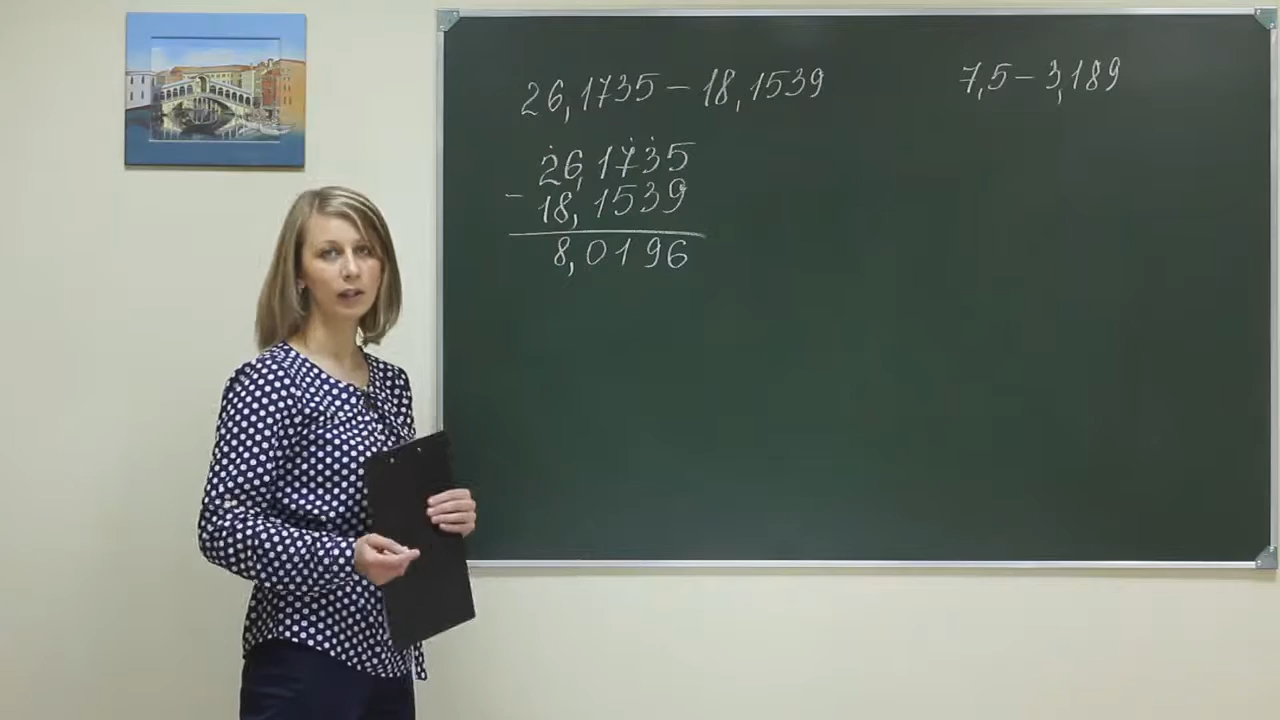 26,1735 – 18,1539
26,1735
–
18,1539
8,0196
7,5 – 3,189